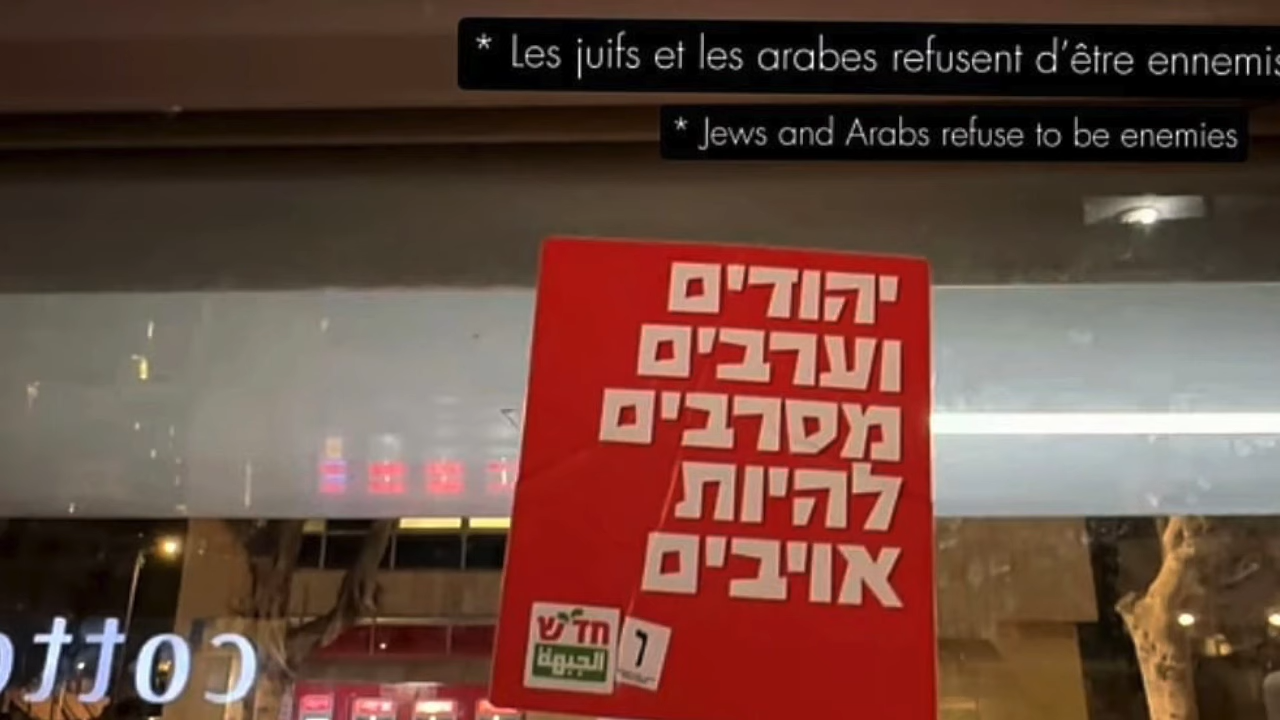 * Les juifs et les arabes refusent d'être ennemis
* Jews and Arabs refuse to be enemies
יהודים
וערבים
מסרבים
להיות
אויבים
חד"ש
الجبهة
ו
cotto